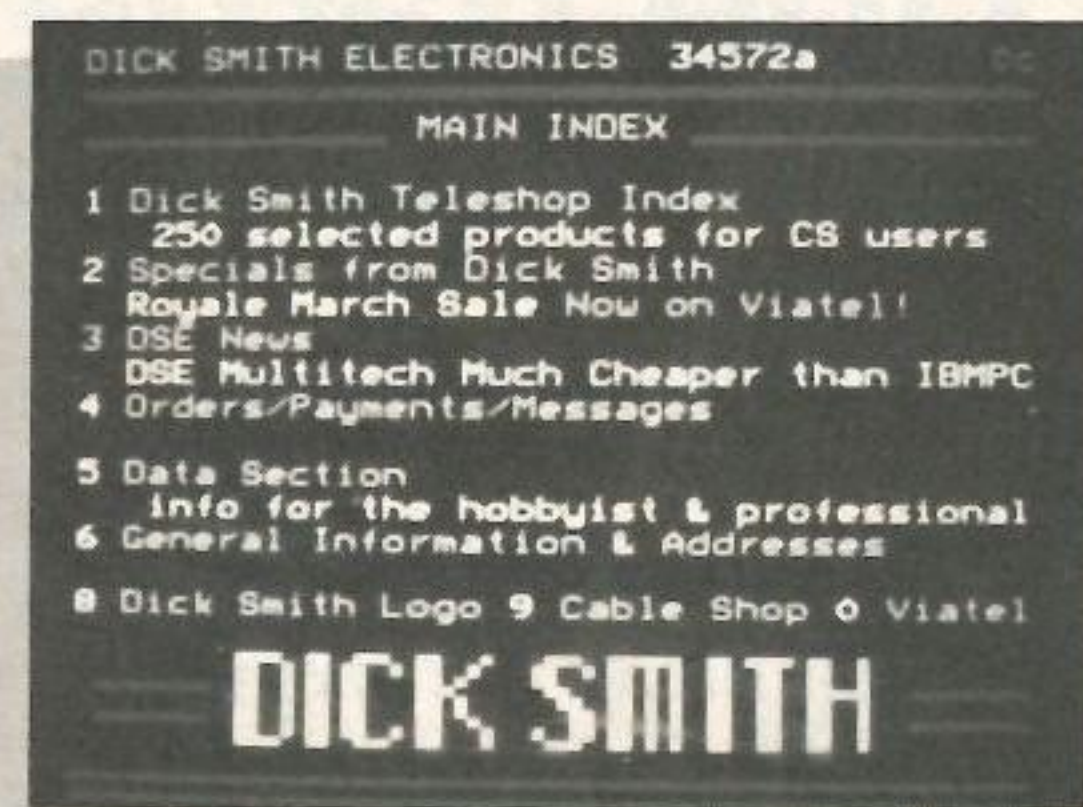 DICK SMITH ELECTRONICS 34572a 0c
MAIN INDEX
1 Dick Smith Teleshop Index
250 selected products for CS users
2 Specials from Dick Smith
Royale March Sale Now on Viatel!
3 DSE News
DSE Multitech Much Cheaper than IBMPC
4 Orders/Payments/Messages
5 Data Section
info for the hobbyist & professional
6 General Information & Addresses
8 Dick Smith Logo 9 Cable Shop 0 Viatel
DICK SMITH